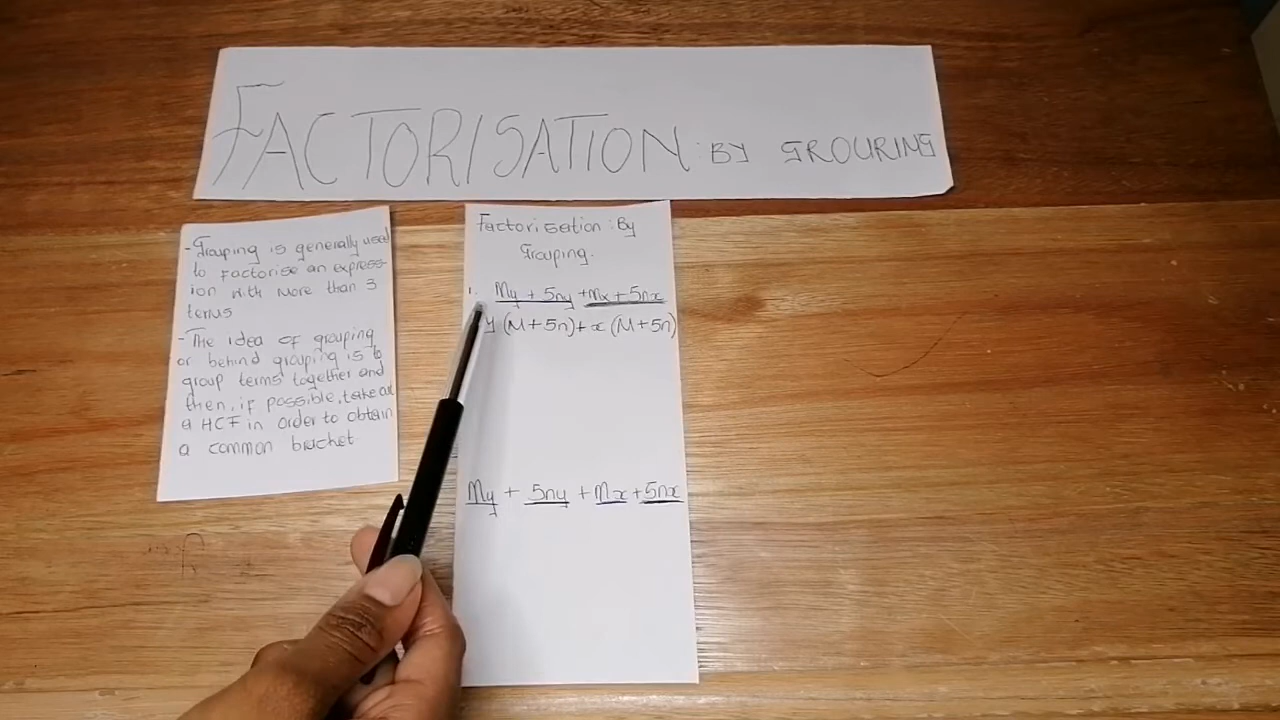 FACTORISATION: BY GROURING
- Grouping is generally used
to factorise an express-
ion with more than 3
terms
- The idea of grouping
or behind grouping is to
group terms together and
then, if possible, take out
a HCF in order to obtain
a common bracket
Factorisation: By
Grouping.
1. My + 5ny + Mx + 5nx
y (M+5n) + x (M+5n)
My + 5ny + Mx + 5nx